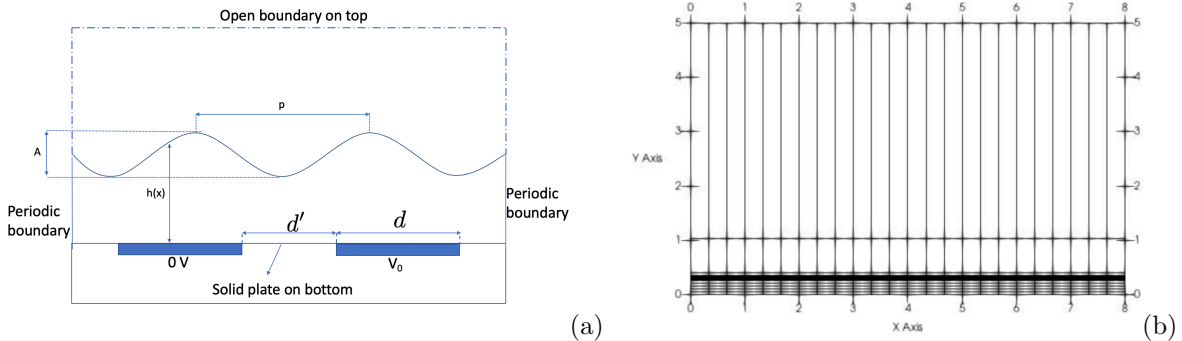 Open boundary on top
p
A
h(x)
Periodic
boundary
Periodic
boundary
d′
d
0 V
V₀
Solid plate on bottom
(a)
0 1 2 3 4 5 6 7 8
5 5
4 4
3 3
Y Axis
2 2
1 1
0 0
0 1 2 3 4 5 6 7 8
X Axis
(b)